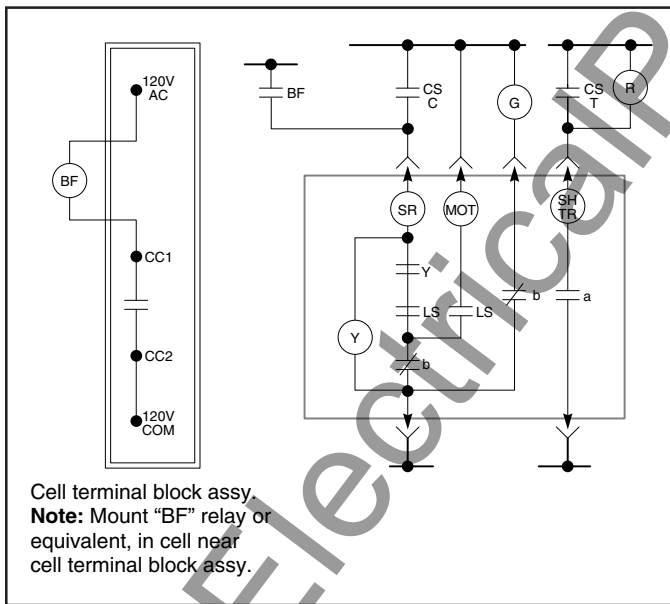 120V
AC
BF
CC1
CC2
120V
COM
BF
CS
C
G
CS
T
R
SR
MOT
SH
TR
Y
b
a
LS
LS
Y
b
Cell terminal block assy.
Note: Mount “BF” relay or
equivalent, in cell near
cell terminal block assy.
ElectricalP